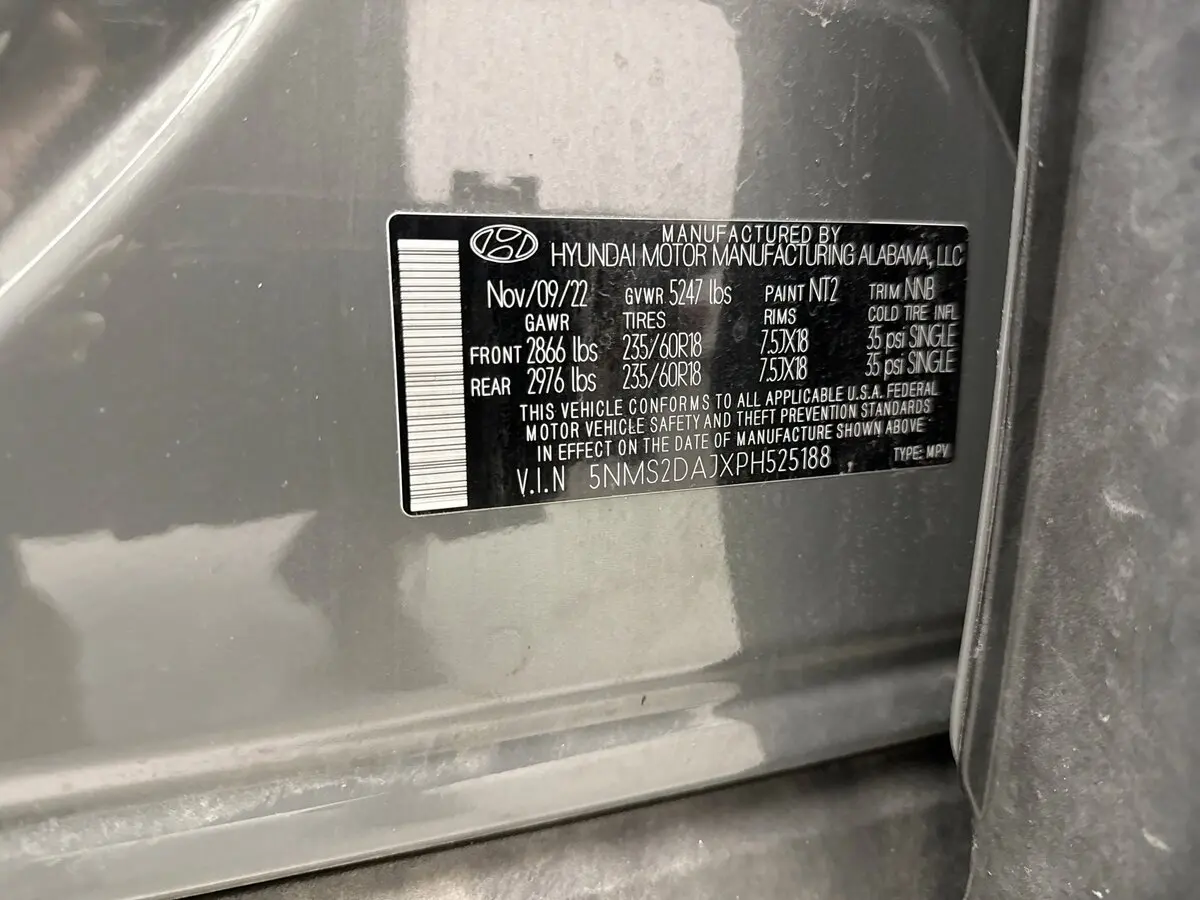 MANUFACTURED BY
HYUNDAI MOTOR MANUFACTURING ALABAMA, LLC
Nov/09/22 GVWR 5247 lbs PAINT NT2 TRIM NNB
GAWR TIRES RIMS COLD TIRE INFL
FRONT 2866 lbs 235/60R18 7.5JX18 35 psi SINGLE
REAR 2976 lbs 235/60R18 7.5JX18 35 psi SINGLE
THIS VEHICLE CONFORMS TO ALL APPLICABLE U.S.A. FEDERAL
MOTOR VEHICLE SAFETY AND THEFT PREVENTION STANDARDS
IN EFFECT ON THE DATE OF MANUFACTURE SHOWN ABOVE
V.I.N 5NMS2DAJXPH525188 TYPE: MPV